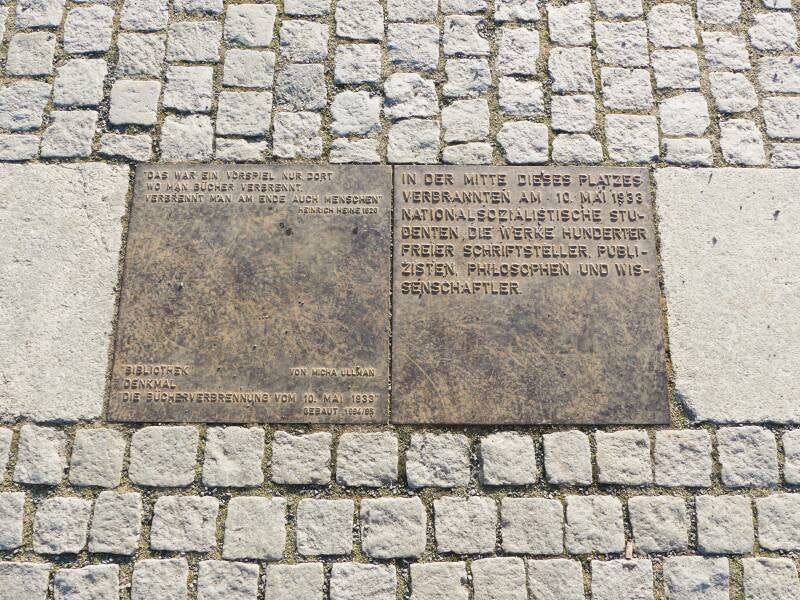 "DAS WAR EIN VORSPIEL NUR, DORT
WO MAN BÜCHER VERBRENNT,
VERBRENNT MAN AM ENDE AUCH MENSCHEN"
HEINRICH HEINE 1820
"BIBLIOTHEK"
VON MICHA ULLMAN
DENKMAL
DIE BÜCHERVERBRENNUNG VOM 10. MAI 1933"
GEBAUT 1994/95
IN DER MITTE DIESES PLATZES
VERBRANNTEN AM 10. MAI 1933
NATIONALSOZIALISTISCHE STU-
DENTEN, DIE WERKE HUNDERTER
FREIER SCHRIFTSTELLER, PUBLI-
ZISTEN, PHILOSOPHEN UND WIS-
SENSCHAFTLER.